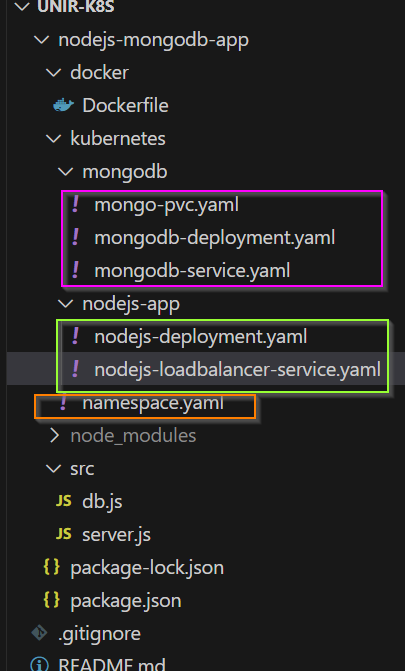 UNIR-K8S
nodejs-mongodb-app
docker
Dockerfile
kubernetes
mongodb
! mongo-pvc.yaml
! mongodb-deployment.yaml
! mongodb-service.yaml
nodejs-app
! nodejs-deployment.yaml
! nodejs-loadbalancer-service.yaml
! namespace.yaml
node_modules
src
JS db.js
JS server.js
{} package-lock.json
{} package.json
.gitignore
README.md